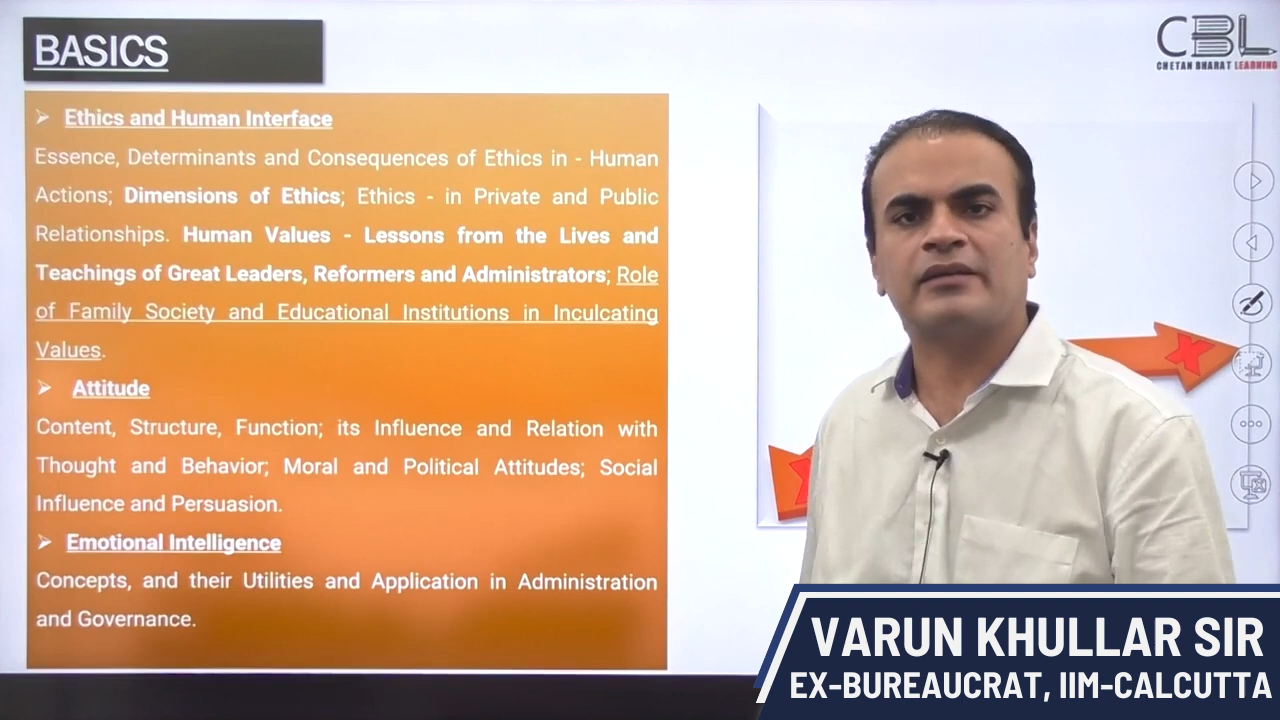 BASICS
CBL
CHETAN BHARAT LEARNING
➤ Ethics and Human Interface
Essence, Determinants and Consequences of Ethics in - Human
Actions; Dimensions of Ethics; Ethics - in Private and Public
Relationships. Human Values - Lessons from the Lives and
Teachings of Great Leaders, Reformers and Administrators; Role
of Family Society and Educational Institutions in Inculcating
Values.
➤ Attitude
Content, Structure, Function; its Influence and Relation with
Thought and Behavior; Moral and Political Attitudes; Social
Influence and Persuasion.
➤ Emotional Intelligence
Concepts, and their Utilities and Application in Administration
and Governance.
VARUN KHULLAR SIR
EX-BUREAUCRAT, IIM-CALCUTTA